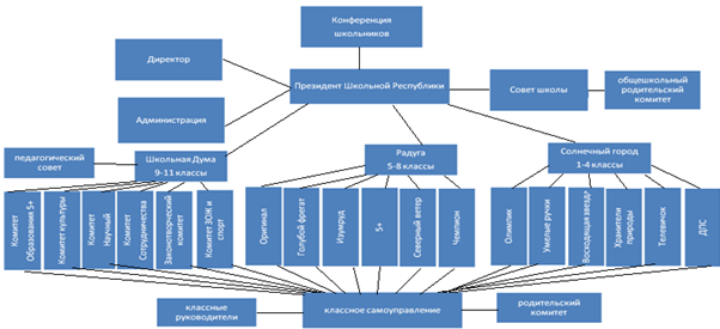 Конференция
школьников
Директор
Президент Школьной Республики
Совет школы
общешкольный
родительский
комитет
Администрация
педагогический
совет
Школьная Дума
9-11 классы
Радуга
5-8 классы
Солнечный город
1-4 классы
Комитет
Образования 5+
Комитет культуры
Комитет
Научный
Комитет
Сотрудничества
Законотворческий
комитет
Комитет ЗОЖ и
спорт
Оригинал
Голубой фрегат
Изумруд
5+
Северный ветер
Чемпион
Олимпик
Умелые ручки
Восходящая звезда
Хранители
природы
Телевичок
ДПС
классные
руководители
классное самоуправление
родительский
комитет